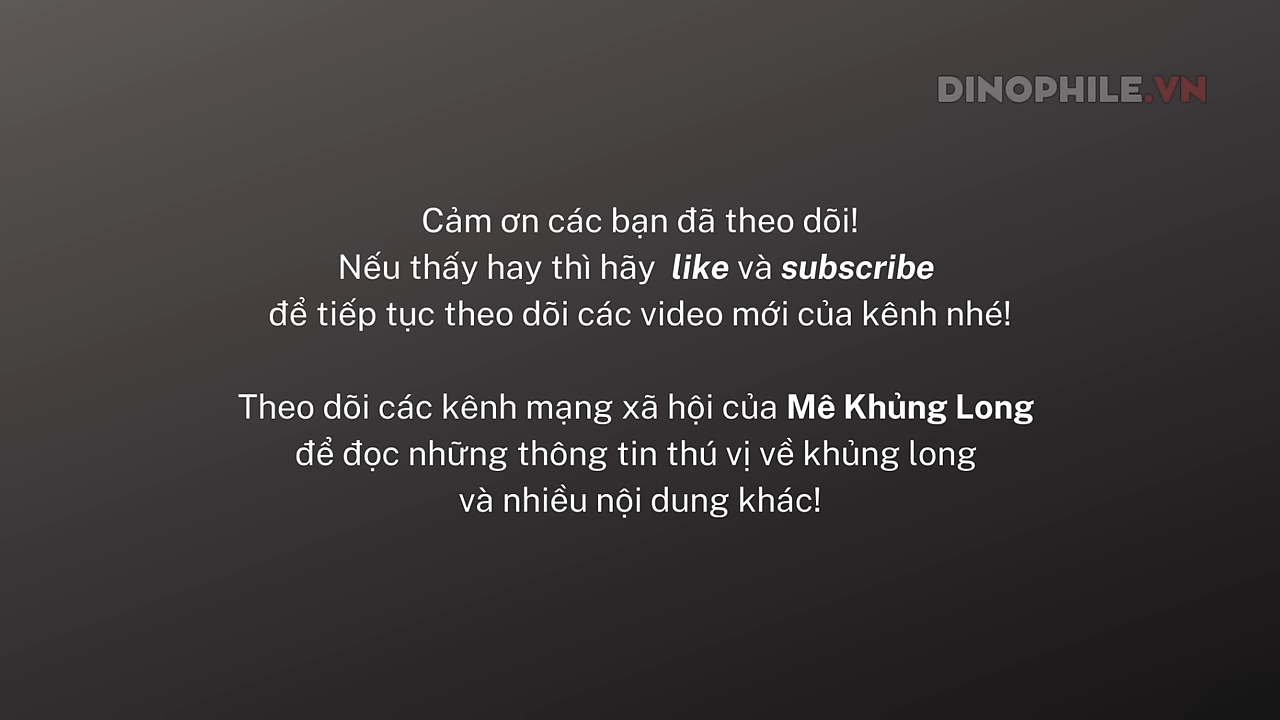 DINOPHILE.VN
Cảm ơn các bạn đã theo dõi!
Nếu thấy hay thì hãy like và subscribe
để tiếp tục theo dõi các video mới của kênh nhé!
Theo dõi các kênh mạng xã hội của Mê Khủng Long
để đọc những thông tin thú vị về khủng long
và nhiều nội dung khác!